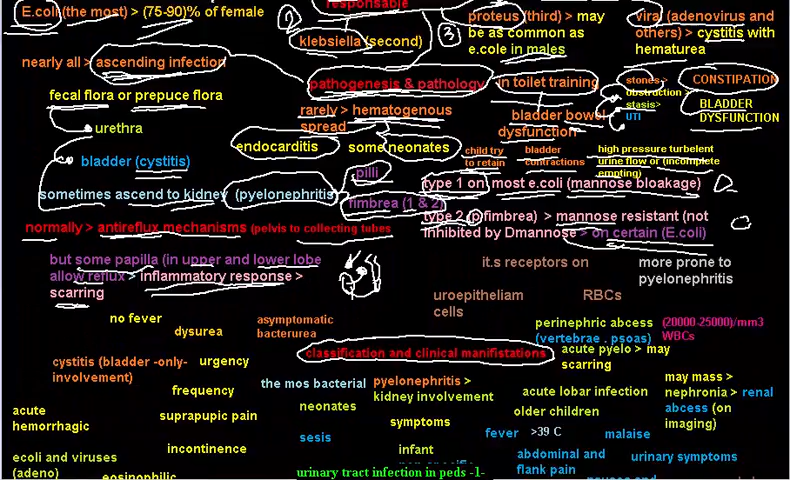 responsable
E.coli (the most) > (75-90)% of female
2
klebsiella (second)
3
proteus (third) > may
be as common as
e.cole in males
viral (adenovirus and
others) > cystitis with
hematurea
nearly all > ascending infection
fecal flora or prepuce flora
urethra
bladder (cystitis)
sometimes ascend to kidney (pyelonephritis)
pathogenesis & pathology
rarely > hematogenous
spread
endocarditis
some neonates
in toilet training
bladder bowel
dysfunction
stones>
obstruction
stasis>
UTI
CONSTIPATION
BLADDER
DYSFUNCTION
child try
to retain
bladder
contractions
high pressure turbelent
urine flow or (incomplete
empting)
pilli
fimbrea (1 & 2)
type 1 on most e.coli (mannose bloakage)
type 2 (p fimbrea) > mannose resistant (not
inhibited by Dmannose > on certain (E.coli)
normally > antireflux mechanisms (pelvis to collecting tubes
but some papilla (in upper and lower lobe
allow reflux > inflammatory response >
scarring
it.s receptors on
uroepitheliam
cells
RBCs
more prone to
pyelonephritis
no fever
dysurea
asymptomatic
bacterurea
classification and clinical manifistations
perinephric abcess
(vertebrae . psoas)
(20000-25000)/mm3
WBCs
acute pyelo > may
scarring
cystitis (bladder -only-
involvement)
urgency
frequency
suprapupic pain
incontinence
acute
hemorrhagic
ecoli and viruses
(adeno)
eosinophilic
the mos bacterial
pyelonephritis >
kidney involvement
neonates
sesis
symptoms
infant
acute lobar infection
older children
may mass >
nephronia > renal
abcess (on
imaging)
fever
>39 C
malaise
abdominal and
flank pain
urinary symptoms
urinary tract infection in peds -1-